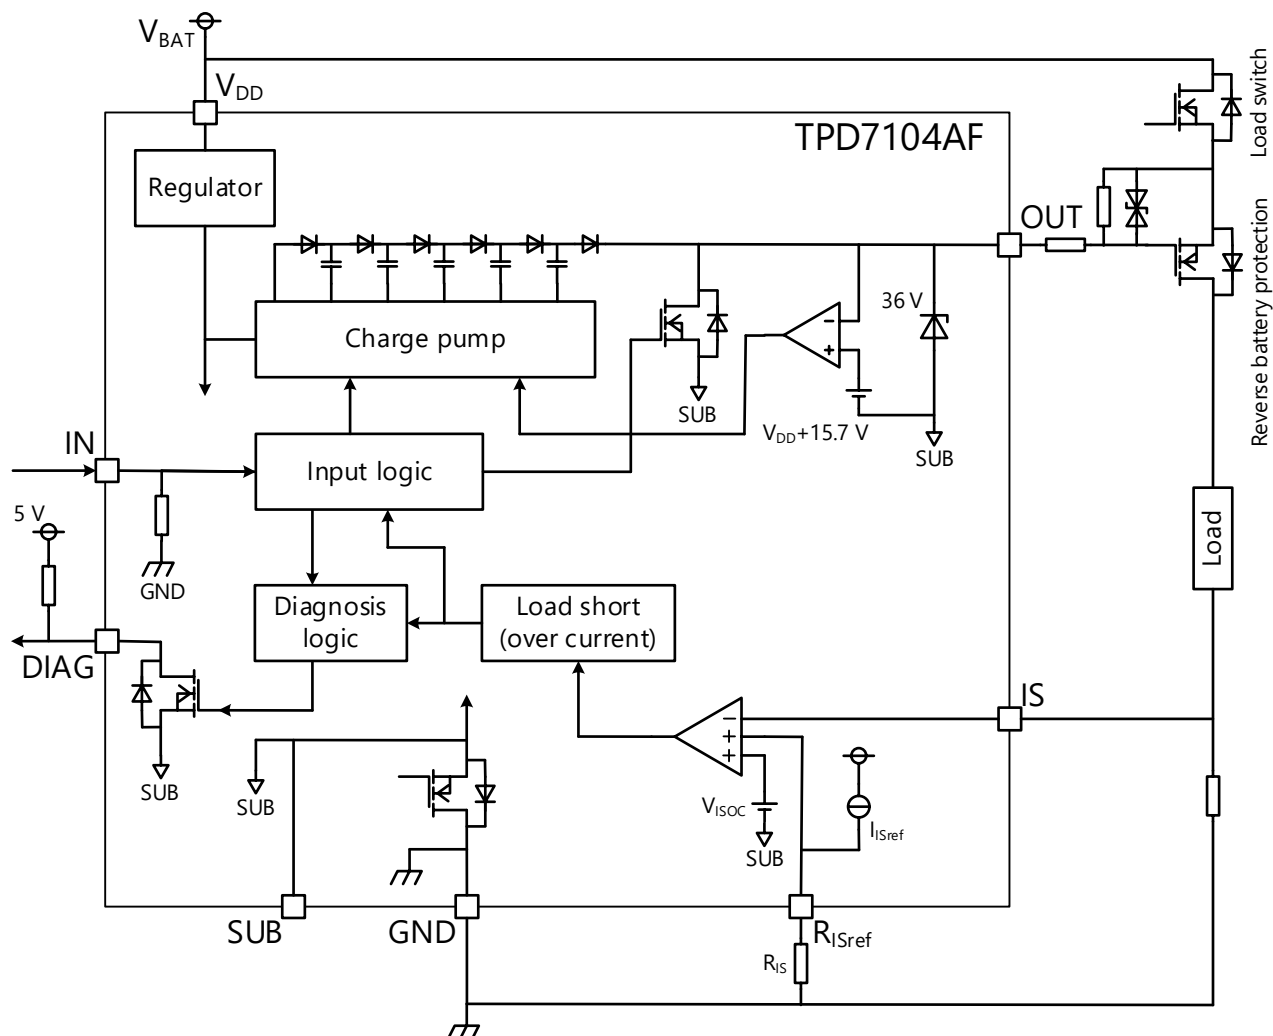 VBAT
VDD
TPD7104AF
Load switch
Regulator
OUT
Reverse battery protection
36 V
Charge pump
SUB
VDD+15.7 V
SUB
IN
Input logic
5 V
GND
Load
Diagnosis
logic
Load short
(over current)
DIAG
IS
SUB
SUB
VISOC
IISref
SUB
SUB
GND
RISref
RIS